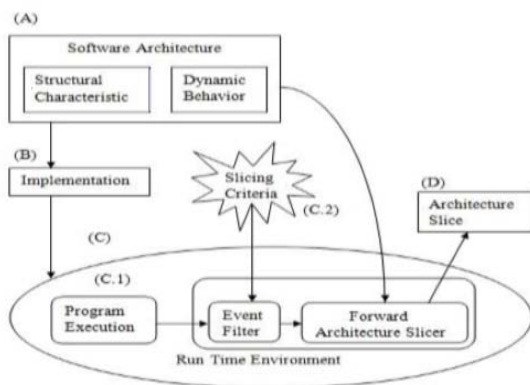 (A)
Software Architecture
Structural
Characteristic
Dynamic
Behavior
(B)
Implementation
Slicing
Criteria
(C.2)
(D)
Architecture
Slice
(C)
(C.1)
Program
Execution
Event
Filter
Forward
Architecture Slicer
Run Time Environment